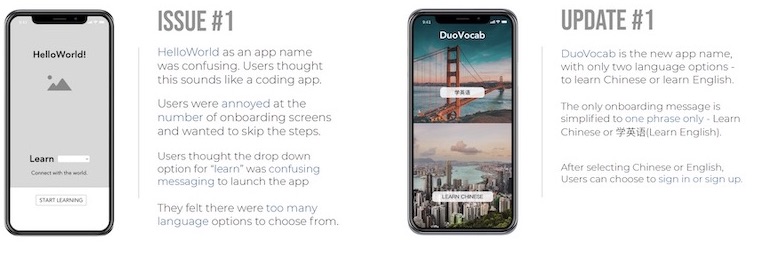 HelloWorld!
Learn
Connect with the world.
START LEARNING
ISSUE #1
HelloWorld as an app name
was confusing. Users thought
this sounds like a coding app.
Users were annoyed at the
number of onboarding screens
and wanted to skip the steps.
Users thought the drop down
option for "learn" was confusing
messaging to launch the app
They felt there were too many
language options to choose from.
9:41
DuoVocab
学英语
LEARN CHINESE
UPDATE #1
DuoVocab is the new app name,
with only two language options -
to learn Chinese or learn English.
The only onboarding message is
simplified to one phrase only - Learn
Chinese or 学英语(Learn English).
After selecting Chinese or English,
Users can choose to sign in or sign up.